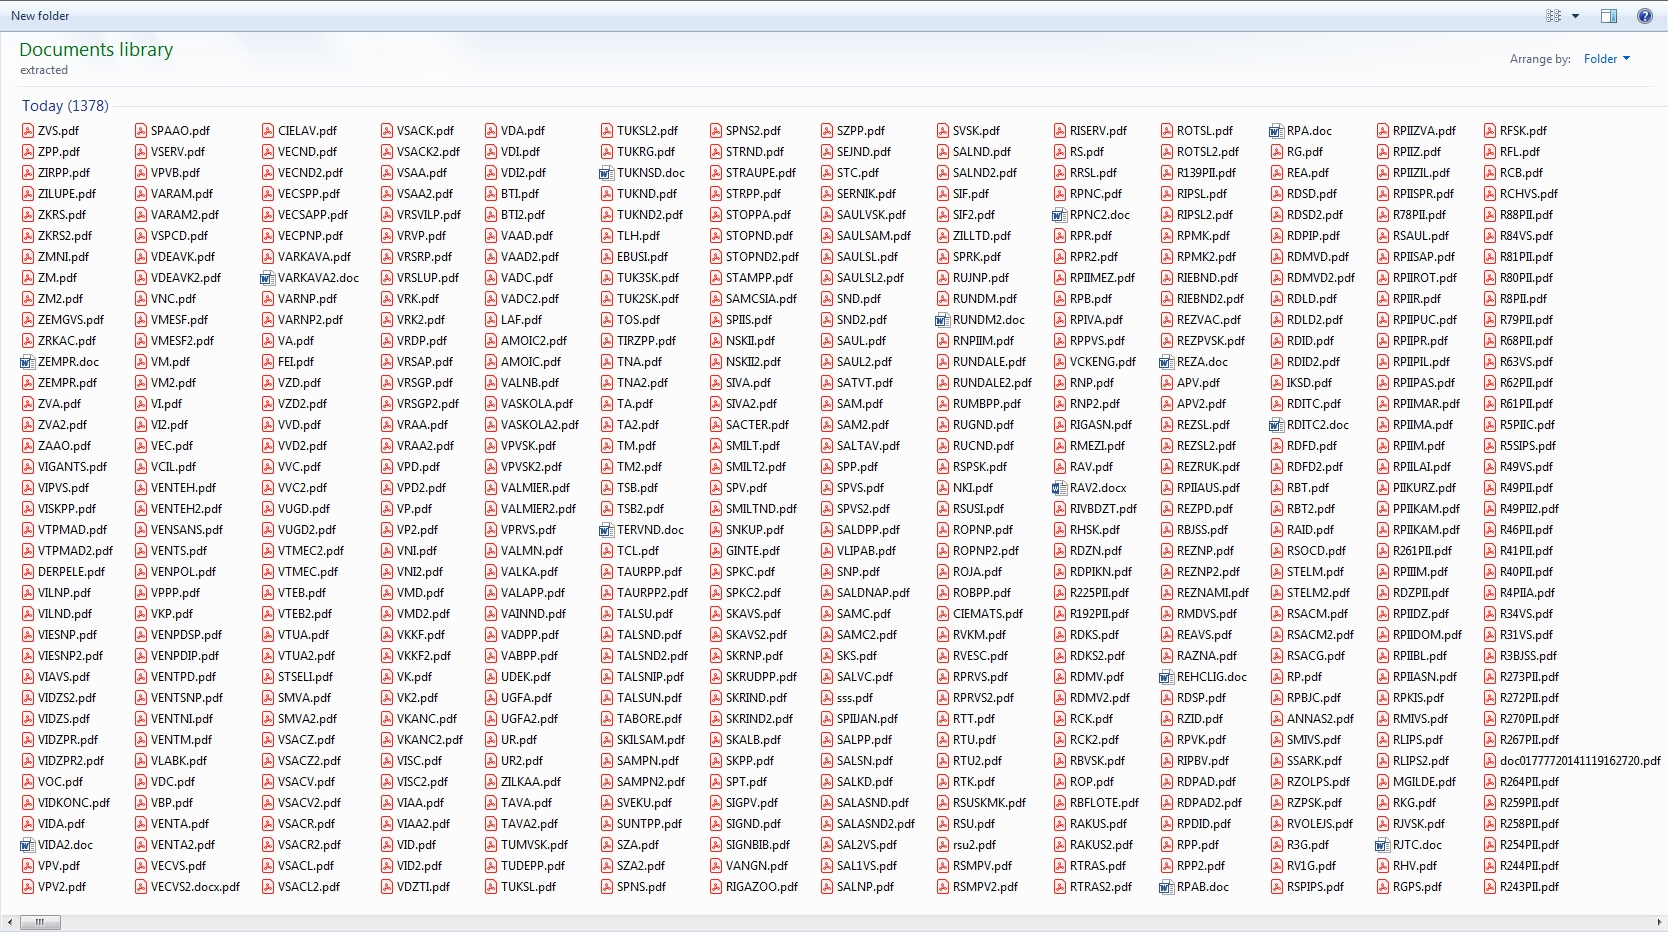 New folder
Documents library
extracted
Arrange by: Folder
Today (1378)
ZVS.pdf SPAAO.pdf CIELAV.pdf VSACK.pdf VDA.pdf TUKSL2.pdf SPNS2.pdf SZPP.pdf SVSK.pdf RISERV.pdf ROTSL.pdf RPA.doc RPIIZVA.pdf RFSK.pdf
ZPP.pdf VSERV.pdf VECND.pdf VSACK2.pdf VDI.pdf TUKRG.pdf STRND.pdf SEJND.pdf SALND.pdf RS.pdf ROTSL2.pdf RG.pdf RPIIZ.pdf RFL.pdf
ZIRPP.pdf VPVB.pdf VECND2.pdf VSAA.pdf VDI2.pdf TUKNSD.doc STRAUPE.pdf STC.pdf SALND2.pdf RRSL.pdf R139PII.pdf REA.pdf RPIIZIL.pdf RCB.pdf
ZILUPE.pdf VARAM.pdf VECSPP.pdf VSAA2.pdf BTI.pdf TUKND.pdf STRPP.pdf SERNIK.pdf SIF.pdf RPNC.pdf RIPSL.pdf RDSD.pdf RPIISPR.pdf RCHVS.pdf
ZKRS.pdf VARAM2.pdf VECSAPP.pdf VRSVILP.pdf BTI2.pdf TUKND2.pdf STOPPA.pdf SAULVSK.pdf SIF2.pdf RPNC2.doc RIPSL2.pdf RDSD2.pdf R78PII.pdf R88PII.pdf
ZKRS2.pdf VSPCD.pdf VECPNP.pdf VRVP.pdf VAAD.pdf TLH.pdf STOPND.pdf SAULSAM.pdf ZILLTD.pdf RPR.pdf RPMK.pdf RDPIP.pdf RSAUL.pdf R84VS.pdf
ZMNI.pdf VDEAVK.pdf VARKAVA.pdf VRSRP.pdf VAAD2.pdf EBUSI.pdf STOPND2.pdf SAULSL.pdf SPRK.pdf RPR2.pdf RPMK2.pdf RDMVD.pdf RPIISAP.pdf R81PII.pdf
ZM.pdf VDEAVK2.pdf VARKAVA2.doc VRSLUP.pdf VADC.pdf TUK3SK.pdf STAMPP.pdf SAULSL2.pdf RUJNP.pdf RPIIMEZ.pdf RIEBND.pdf RDMVD2.pdf RPIIROT.pdf R80PII.pdf
ZM2.pdf VNC.pdf VARNP.pdf VRK.pdf VADC2.pdf TUK2SK.pdf SAMCSIA.pdf SND.pdf RUNDM.pdf RPB.pdf RIEBND2.pdf RDLD.pdf RPIIR.pdf R8PII.pdf
ZEMGVS.pdf VMESF.pdf VARNP2.pdf VRK2.pdf LAF.pdf TOS.pdf SPIIS.pdf SND2.pdf RUNDM2.doc RPIVA.pdf REZVAC.pdf RDLD2.pdf RPIIPUC.pdf R79PII.pdf
ZRKAC.pdf VMESF2.pdf VA.pdf VRDP.pdf AMOIC2.pdf TIRZPP.pdf NSKII.pdf SAUL.pdf RNPIIM.pdf RPPVS.pdf REZPVSK.pdf RDID.pdf RPIIPR.pdf R68PII.pdf
ZEMPR.doc VM.pdf FEI.pdf VRSAP.pdf AMOIC.pdf TNA.pdf NSKII2.pdf SAUL2.pdf RUNDALE.pdf VCKENG.pdf REZA.doc RDID2.pdf RPIIPIL.pdf R63VS.pdf
ZEMPR.pdf VM2.pdf VZD.pdf VRSGP.pdf VALNB.pdf TNA2.pdf SIVA.pdf SATVT.pdf RUNDALE2.pdf RNP.pdf APV.pdf IKSD.pdf RPIIPAS.pdf R62PII.pdf
ZVA.pdf VI.pdf VZD2.pdf VRSGP2.pdf VASKOLA.pdf TA.pdf SIVA2.pdf SAM.pdf RUMBPP.pdf RNP2.pdf APV2.pdf RDITC.pdf RPIIMAR.pdf R61PII.pdf
ZVA2.pdf VI2.pdf VVD.pdf VRAA.pdf VASKOLA2.pdf TA2.pdf SACTER.pdf SAM2.pdf RUGND.pdf RIGASN.pdf REZSL.pdf RDITC2.doc RPIIMA.pdf R5PIIC.pdf
ZAAO.pdf VEC.pdf VVD2.pdf VRAA2.pdf VPVSK.pdf TM.pdf SMILT.pdf SALTAV.pdf RUCND.pdf RMEZI.pdf REZSL2.pdf RDFD.pdf RPIIM.pdf R5SIPS.pdf
VIGANTS.pdf VCIL.pdf VVC.pdf VPD.pdf VPVSK2.pdf TM2.pdf SMILT2.pdf SPP.pdf RSPSK.pdf RAV.pdf REZRUK.pdf RDFD2.pdf RPIILAI.pdf R49VS.pdf
VIPVS.pdf VENTEH.pdf VVC2.pdf VPD2.pdf VALMIER.pdf TSB.pdf SPV.pdf SPVS.pdf NKI.pdf RAV2.docx RPIIAUS.pdf RBT.pdf PIIKURZ.pdf R49PII.pdf
VISKPP.pdf VENTEH2.pdf VUGD.pdf VP.pdf VALMIER2.pdf TSB2.pdf SMILTND.pdf SPVS2.pdf RSUSI.pdf RIVBDZT.pdf REZPD.pdf RBT2.pdf PPIIKAM.pdf R49PII2.pdf
VTPMAD.pdf VENSANS.pdf VUGD2.pdf VP2.pdf VPRVS.pdf TERVND.doc SNKUP.pdf SALDPP.pdf ROPNP.pdf RHSK.pdf RBJSS.pdf RAID.pdf RPIIKAM.pdf R46PII.pdf
VTPMAD2.pdf VENTS.pdf VTMEC2.pdf VNI.pdf VALMN.pdf TCL.pdf GINTE.pdf VLIPAB.pdf ROPNP2.pdf RDZN.pdf REZNP.pdf RSOCD.pdf R261PII.pdf R41PII.pdf
DERPELE.pdf VENPOL.pdf VTMEC.pdf VNI2.pdf VALKA.pdf TAURPP.pdf SPKC.pdf SNP.pdf ROJA.pdf RDPIKN.pdf REZNP2.pdf STELM.pdf RPIIIM.pdf R40PII.pdf
VILNP.pdf VPPP.pdf VTEB.pdf VMD.pdf VALAPP.pdf TAURPP2.pdf SPKC2.pdf SALDNAP.pdf ROBPP.pdf R225PII.pdf REZNAMI.pdf STELM2.pdf RDZPII.pdf R4PIIA.pdf
VILND.pdf VKP.pdf VTEB2.pdf VMD2.pdf VAINND.pdf TALSU.pdf SKAVS.pdf SAMC.pdf CIEMATS.pdf R192PII.pdf RMDVS.pdf RSACM.pdf RPIIDZ.pdf R34VS.pdf
VIESNP.pdf VENPDSP.pdf VTUA.pdf VKKF.pdf VADPP.pdf TALSND.pdf SKAVS2.pdf SAMC2.pdf RVKM.pdf RDKS.pdf REAVS.pdf RSACM2.pdf RPIIDOM.pdf R31VS.pdf
VIESNP2.pdf VENPDIP.pdf VTUA2.pdf VKKF2.pdf VABPP.pdf TALSND2.pdf SKRNP.pdf SKS.pdf RVESC.pdf RDKS2.pdf RAZNA.pdf RSACG.pdf RPIIBL.pdf R3BJSS.pdf
VIAVS.pdf VENTPD.pdf STSELI.pdf VK.pdf UDEK.pdf TALSNIP.pdf SKRUDPP.pdf SALVC.pdf RPRVS.pdf RDMV.pdf REHCLIG.doc RP.pdf RPIIASN.pdf R273PII.pdf
VIDZS2.pdf VENTSNP.pdf SMVA.pdf VK2.pdf UGFA.pdf TALSUN.pdf SKRIND.pdf sss.pdf RPRVS2.pdf RDMV2.pdf RDSP.pdf RPBJC.pdf RPKIS.pdf R272PII.pdf
VIDZS.pdf VENTNI.pdf SMVA2.pdf VKANC.pdf UGFA2.pdf TABORE.pdf SKRIND2.pdf SPIIJAN.pdf RTT.pdf RCK.pdf RZID.pdf ANNAS2.pdf RMIVS.pdf R270PII.pdf
VIDZPR.pdf VENTM.pdf VSACZ.pdf VKANC2.pdf UR.pdf SKILSAM.pdf SKALB.pdf SALPP.pdf RTU.pdf RCK2.pdf RPVK.pdf SMIVS.pdf RLIPS.pdf R267PII.pdf
VIDZPR2.pdf VLABK.pdf VSACZ2.pdf VISC.pdf UR2.pdf SAMPN.pdf SKPP.pdf SALSN.pdf RTU2.pdf RBVSK.pdf RIPBV.pdf SSARK.pdf RLIPS2.pdf doc01777720141119162720.pdf
VOC.pdf VDC.pdf VSACV.pdf VISC2.pdf ZILKAA.pdf SAMPN2.pdf SPT.pdf SALKD.pdf RTK.pdf ROP.pdf RDPAD.pdf RZOLPS.pdf MGILDE.pdf R264PII.pdf
VIDKONC.pdf VBP.pdf VSACV2.pdf VIAA.pdf TAVA.pdf SVEKU.pdf SIGPV.pdf SALASND.pdf RSUSKMK.pdf RBFLOTE.pdf RDPAD2.pdf RZPSK.pdf RKG.pdf R259PII.pdf
VIDA.pdf VENTA.pdf VSACR.pdf VIAA2.pdf TAVA2.pdf SUNTPP.pdf SIGND.pdf SALASND2.pdf RSU.pdf RAKUS.pdf RPDID.pdf RVOLEJS.pdf RJVSK.pdf R258PII.pdf
VIDA2.doc VENTA2.pdf VSACR2.pdf VID.pdf TUMVSK.pdf SZA.pdf SIGNBIB.pdf SAL2VS.pdf rsu2.pdf RAKUS2.pdf RPP.pdf R3G.pdf RJTC.doc R254PII.pdf
VPV.pdf VECVS.pdf VSACL.pdf VID2.pdf TUDEPP.pdf SZA2.pdf VANGN.pdf SAL1VS.pdf RSMPV.pdf RTRAS.pdf RPP2.pdf RV1G.pdf RHV.pdf R244PII.pdf
VPV2.pdf VECVS2.docx.pdf VSACL2.pdf VDZTI.pdf TUKSL.pdf SPNS.pdf RIGAZOO.pdf SALNP.pdf RSMPV2.pdf RTRAS2.pdf RPAB.doc RSPIPS.pdf RGPS.pdf R243PII.pdf